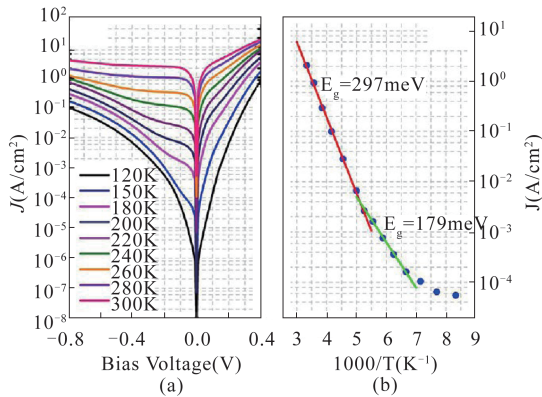 (a)
J(A/cm²)
10²
10¹
10⁰
10⁻¹
10⁻²
10⁻³
10⁻⁴
10⁻⁵
10⁻⁶
10⁻⁷
10⁻⁸
120K
150K
180K
200K
220K
240K
260K
280K
300K
−0.8 −0.4 0.0 0.4
Bias Voltage(V)
(a)
(b)
E_g=297meV
E_g=179meV
10¹
10⁰
10⁻¹
10⁻²
10⁻³
10⁻⁴
J(A/cm²)
3 4 5 6 7 8 9
1000/T(K⁻¹)
(b)